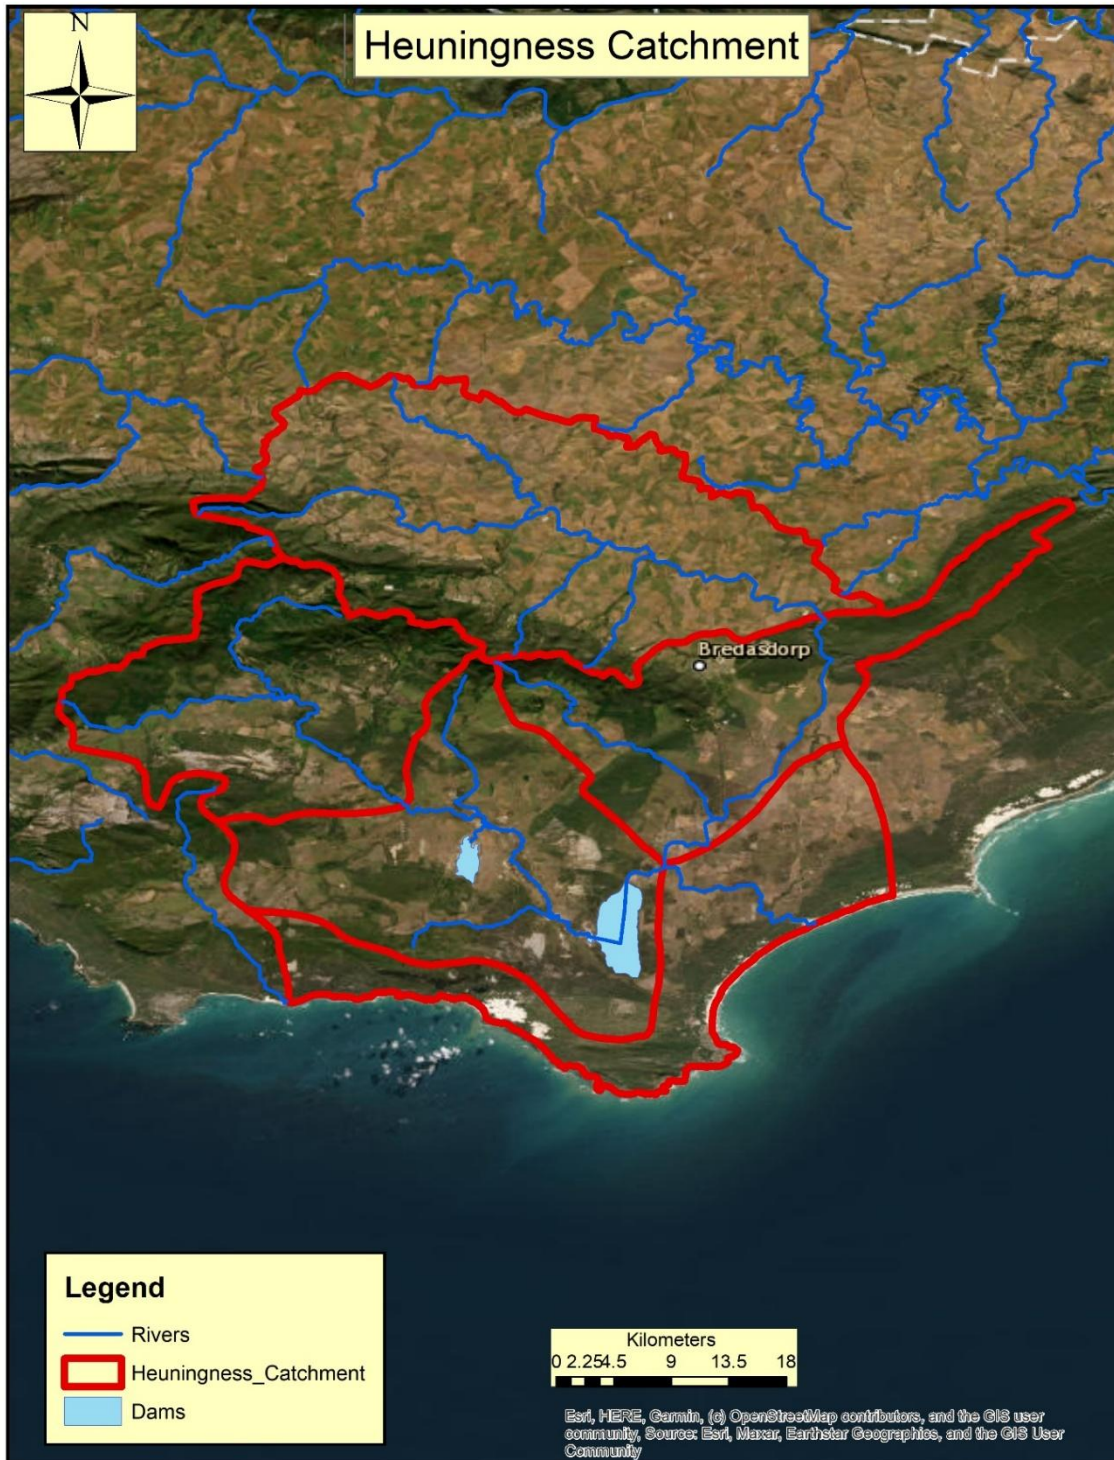 N
Heuningness Catchment
Bredasdorp
Legend
Rivers
Heuningness_Catchment
Dams
Kilometers
0 2.254.5 9 13.5 18
Esri, HERE, Garmin, (c) OpenStreetMap contributors, and the GIS user
community, Source: Esri, Maxar, Earthstar Geographics, and the GIS User
Community